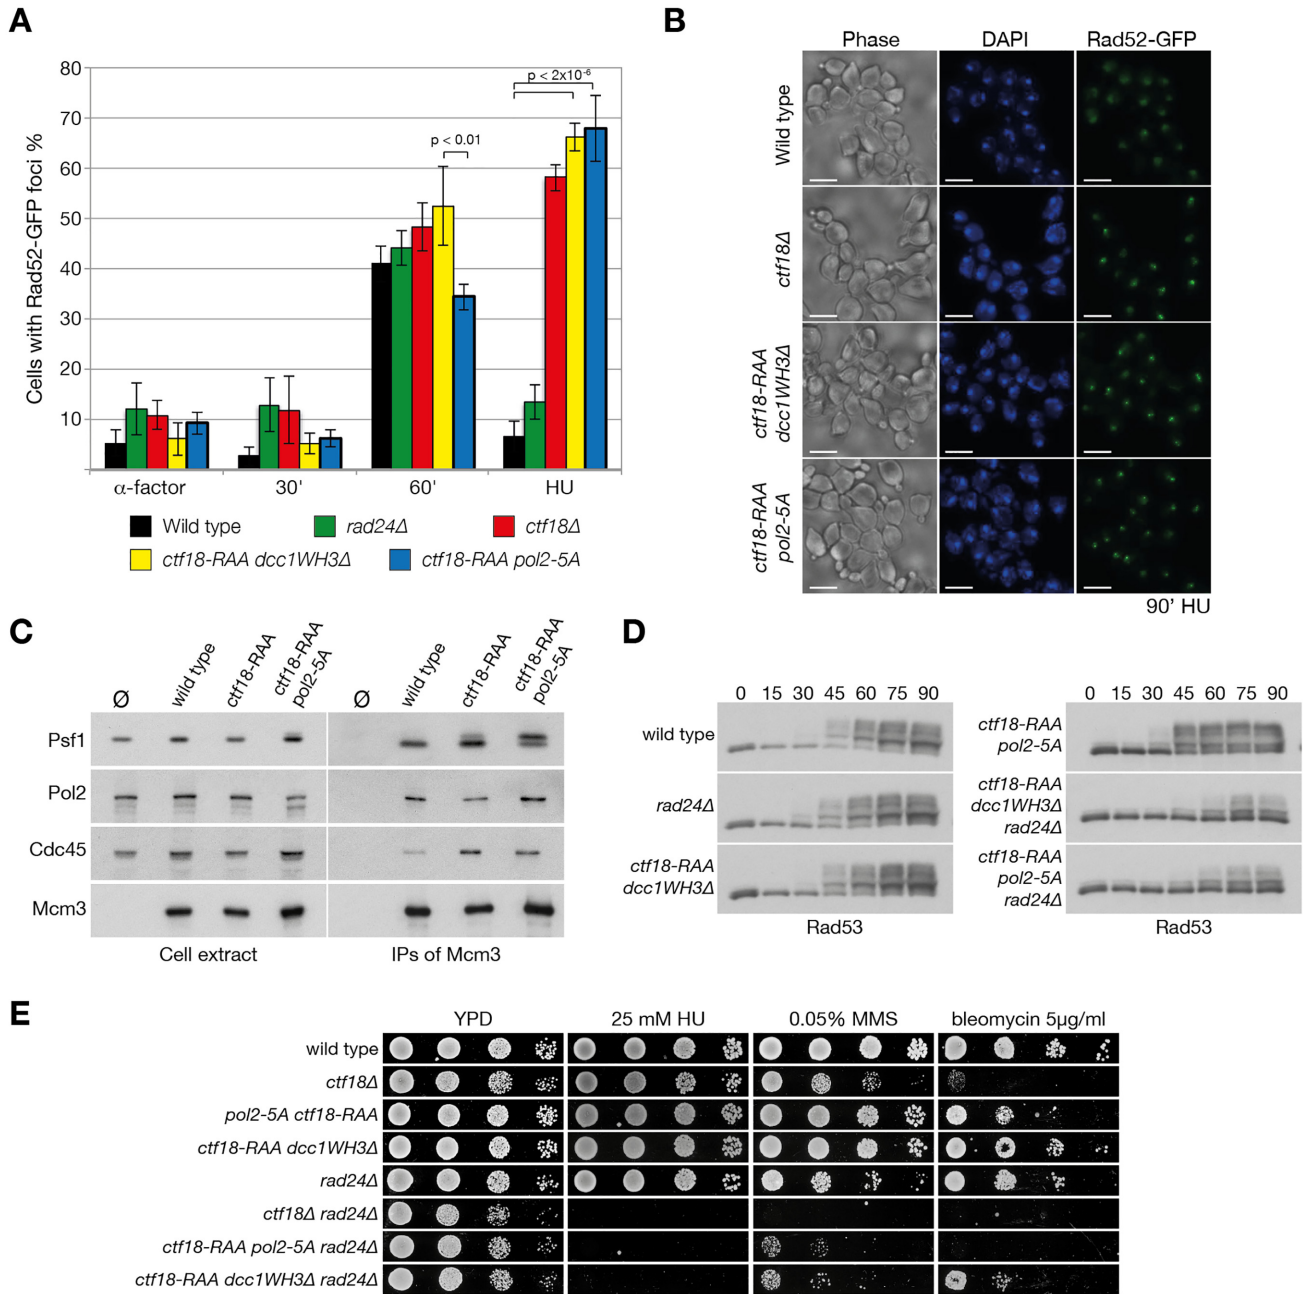 A
Cells with Rad52-GFP foci %
80
70
60
50
40
30
20
10
p < 0.01
p < 2x10-6
α-factor 30' 60' HU
Wild type rad24Δ ctf18Δ
ctf18-RAA dcc1WH3Δ ctf18-RAA pol2-5A
B
Phase DAPI Rad52-GFP
Wild type
ctf18Δ
ctf18-RAA
dcc1WH3Δ
ctf18-RAA
pol2-5A
90’ HU
C
Ø wild type ctf18-RAA ctf18-RAA pol2-5A Ø wild type ctf18-RAA ctf18-RAA pol2-5A
Psf1
Pol2
Cdc45
Mcm3
Cell extract IPs of Mcm3
D
0 15 30 45 60 75 90
wild type
rad24Δ
ctf18-RAA
dcc1WH3Δ
Rad53
0 15 30 45 60 75 90
ctf18-RAA
pol2-5A
ctf18-RAA
dcc1WH3Δ
rad24Δ
ctf18-RAA
pol2-5A
rad24Δ
Rad53
E
YPD 25 mM HU 0.05% MMS bleomycin 5µg/ml
wild type
ctf18Δ
pol2-5A ctf18-RAA
ctf18-RAA dcc1WH3Δ
rad24Δ
ctf18Δ rad24Δ
ctf18-RAA pol2-5A rad24Δ
ctf18-RAA dcc1WH3Δ rad24Δ